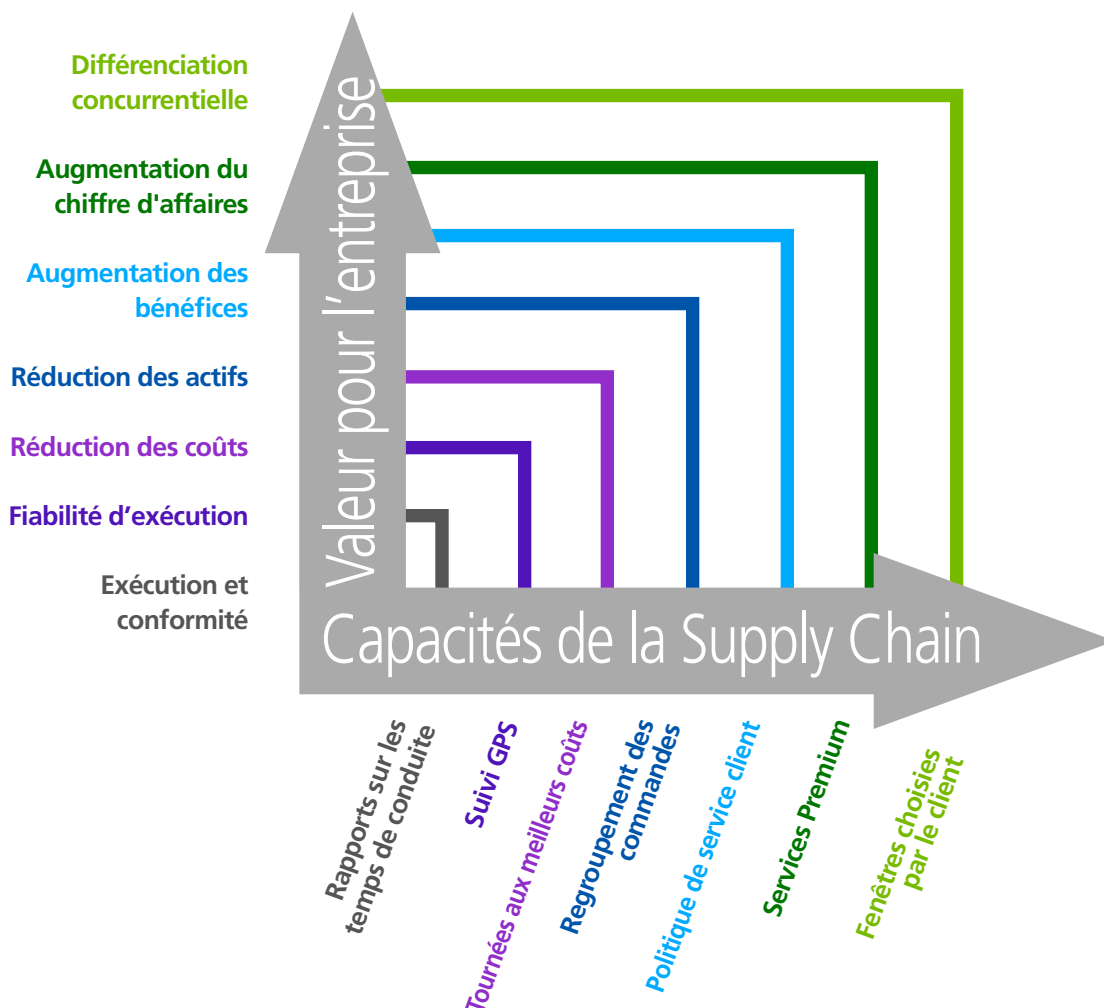 Différenciation
concurrentielle
Augmentation du
chiffre d'affaires
Augmentation des
bénéfices
Réduction des actifs
Réduction des coûts
Fiabilité d’exécution
Exécution et
conformité
Valeur pour l’entreprise
Capacités de la Supply Chain
Rapports sur les
temps de conduite
Suivi GPS
Tournées aux meilleurs coûts
Regroupement des
commandes
Politique de service client
Services Premium
Fenêtres choisies
par le client